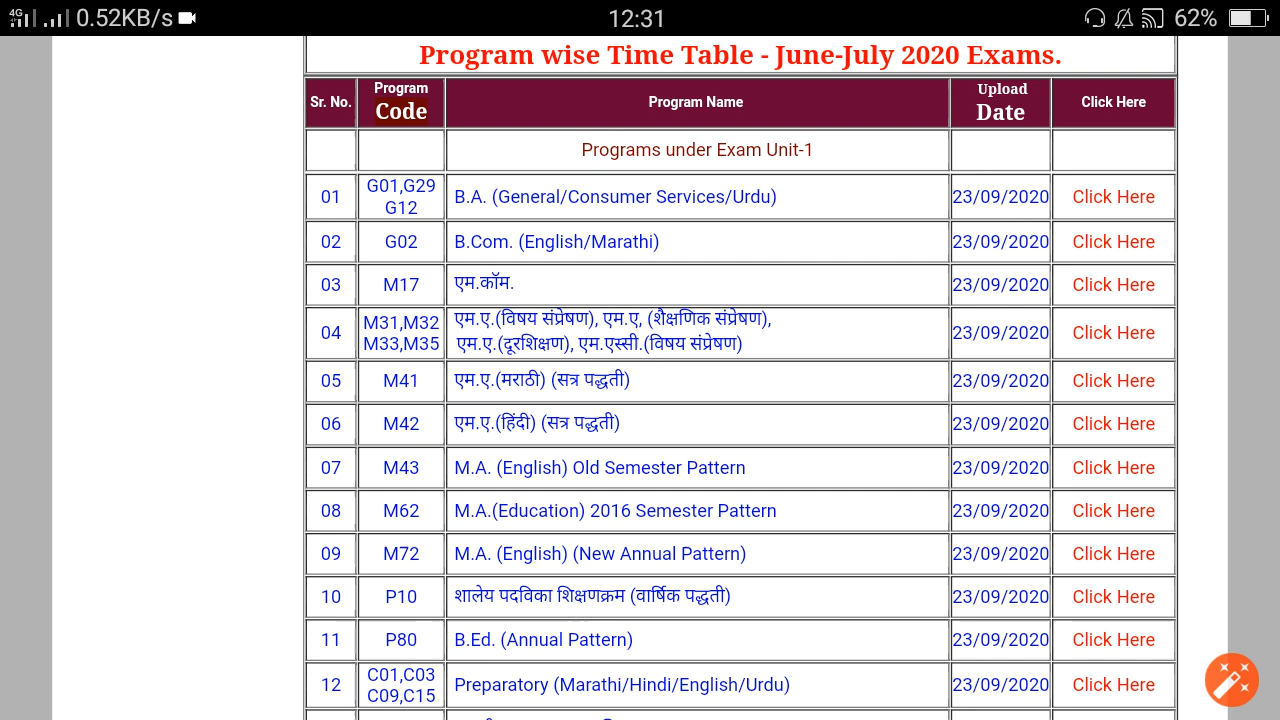 4G 0.52KB/s 12:31 62%
Program wise Time Table - June-July 2020 Exams.
Sr. No. Program Code Program Name Upload Date Click Here
Programs under Exam Unit-1
01 G01,G29 G12 B.A. (General/Consumer Services/Urdu) 23/09/2020 Click Here
02 G02 B.Com. (English/Marathi) 23/09/2020 Click Here
03 M17 एम.कॉम. 23/09/2020 Click Here
04 M31,M32 M33,M35 एम.ए.(विषय संप्रेषण), एम.ए, (शैक्षणिक संप्रेषण), एम.ए.(दूरशिक्षण), एम.एस्सी.(विषय संप्रेषण) 23/09/2020 Click Here
05 M41 एम.ए.(मराठी) (सत्र पद्धती) 23/09/2020 Click Here
06 M42 एम.ए.(हिंदी) (सत्र पद्धती) 23/09/2020 Click Here
07 M43 M.A. (English) Old Semester Pattern 23/09/2020 Click Here
08 M62 M.A.(Education) 2016 Semester Pattern 23/09/2020 Click Here
09 M72 M.A. (English) (New Annual Pattern) 23/09/2020 Click Here
10 P10 शालेय पदविका शिक्षणक्रम (वार्षिक पद्धती) 23/09/2020 Click Here
11 P80 B.Ed. (Annual Pattern) 23/09/2020 Click Here
12 C01,C03 C09,C15 Preparatory (Marathi/Hindi/English/Urdu) 23/09/2020 Click Here